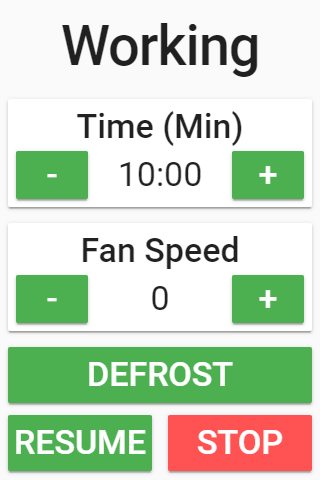 Working
Time (Min)
- 10:00 +
Fan Speed
- 0 +
DEFROST
RESUME STOP